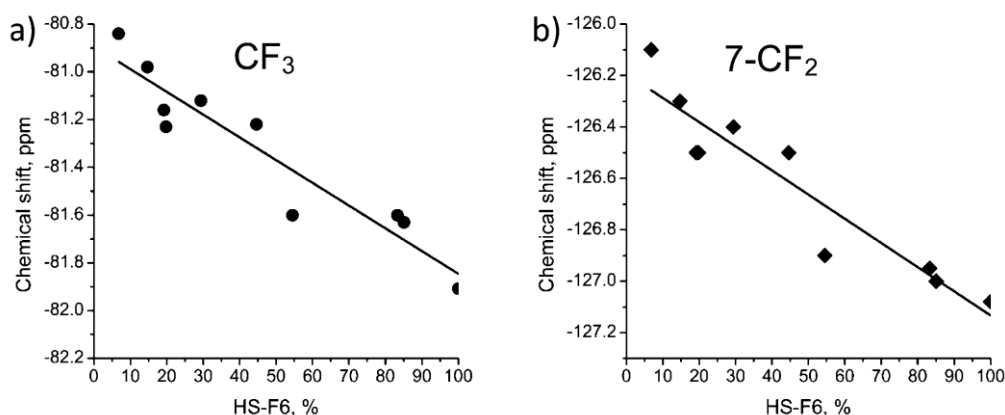 a)
CF3
Chemical shift, ppm
-80.8
-81.0
-81.2
-81.4
-81.6
-81.8
-82.0
-82.2
0 10 20 30 40 50 60 70 80 90 100
HS-F6, %
b)
7-CF2
Chemical shift, ppm
-126.0
-126.2
-126.4
-126.6
-126.8
-127.0
-127.2
0 10 20 30 40 50 60 70 80 90 100
HS-F6, %